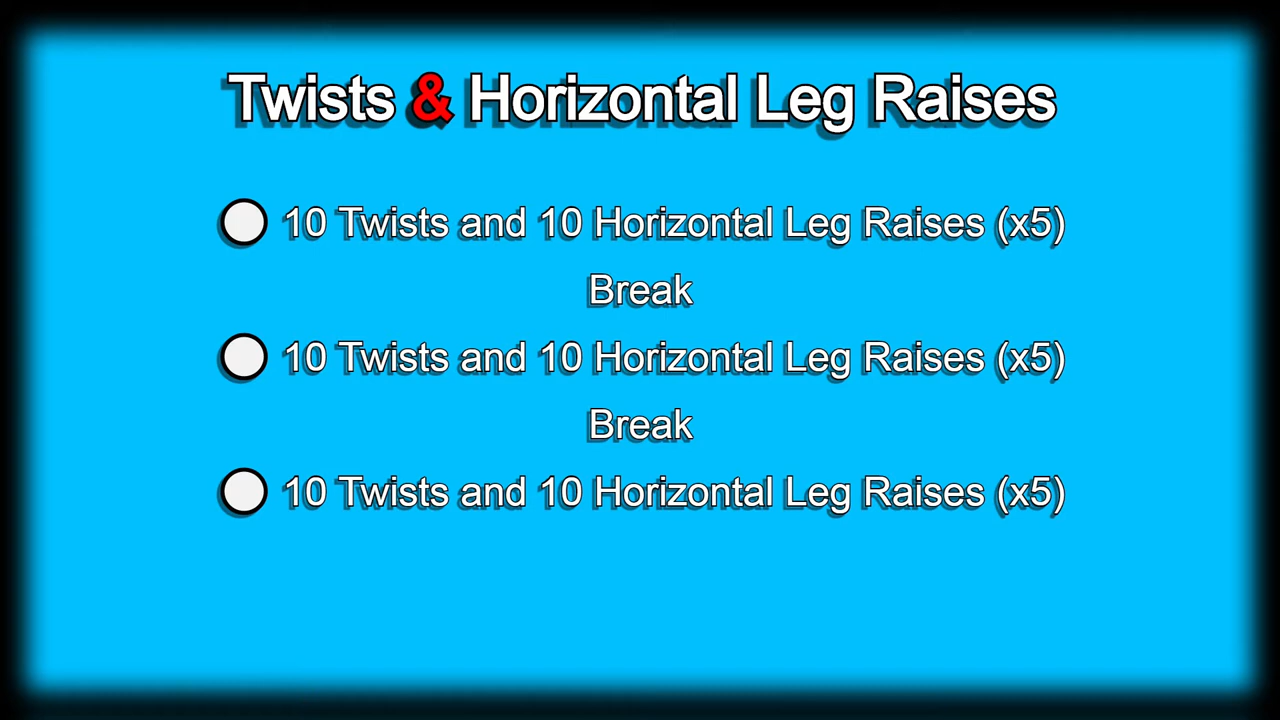 Twists & Horizontal Leg Raises
10 Twists and 10 Horizontal Leg Raises (x5)
Break
10 Twists and 10 Horizontal Leg Raises (x5)
Break
10 Twists and 10 Horizontal Leg Raises (x5)